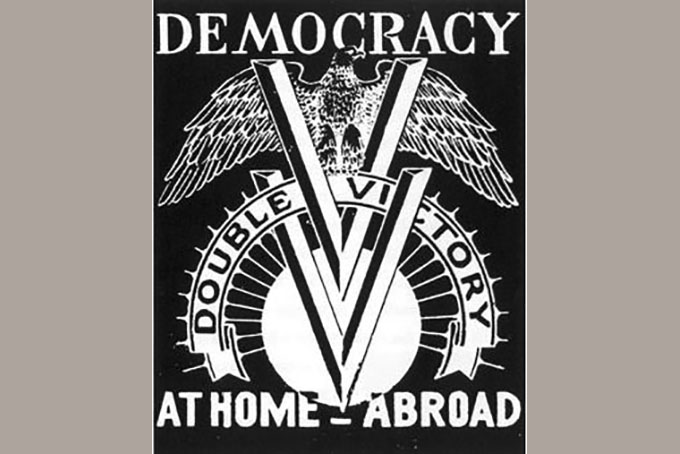 DEMOCRACY
DOUBLE VICTORY
AT HOME – ABROAD